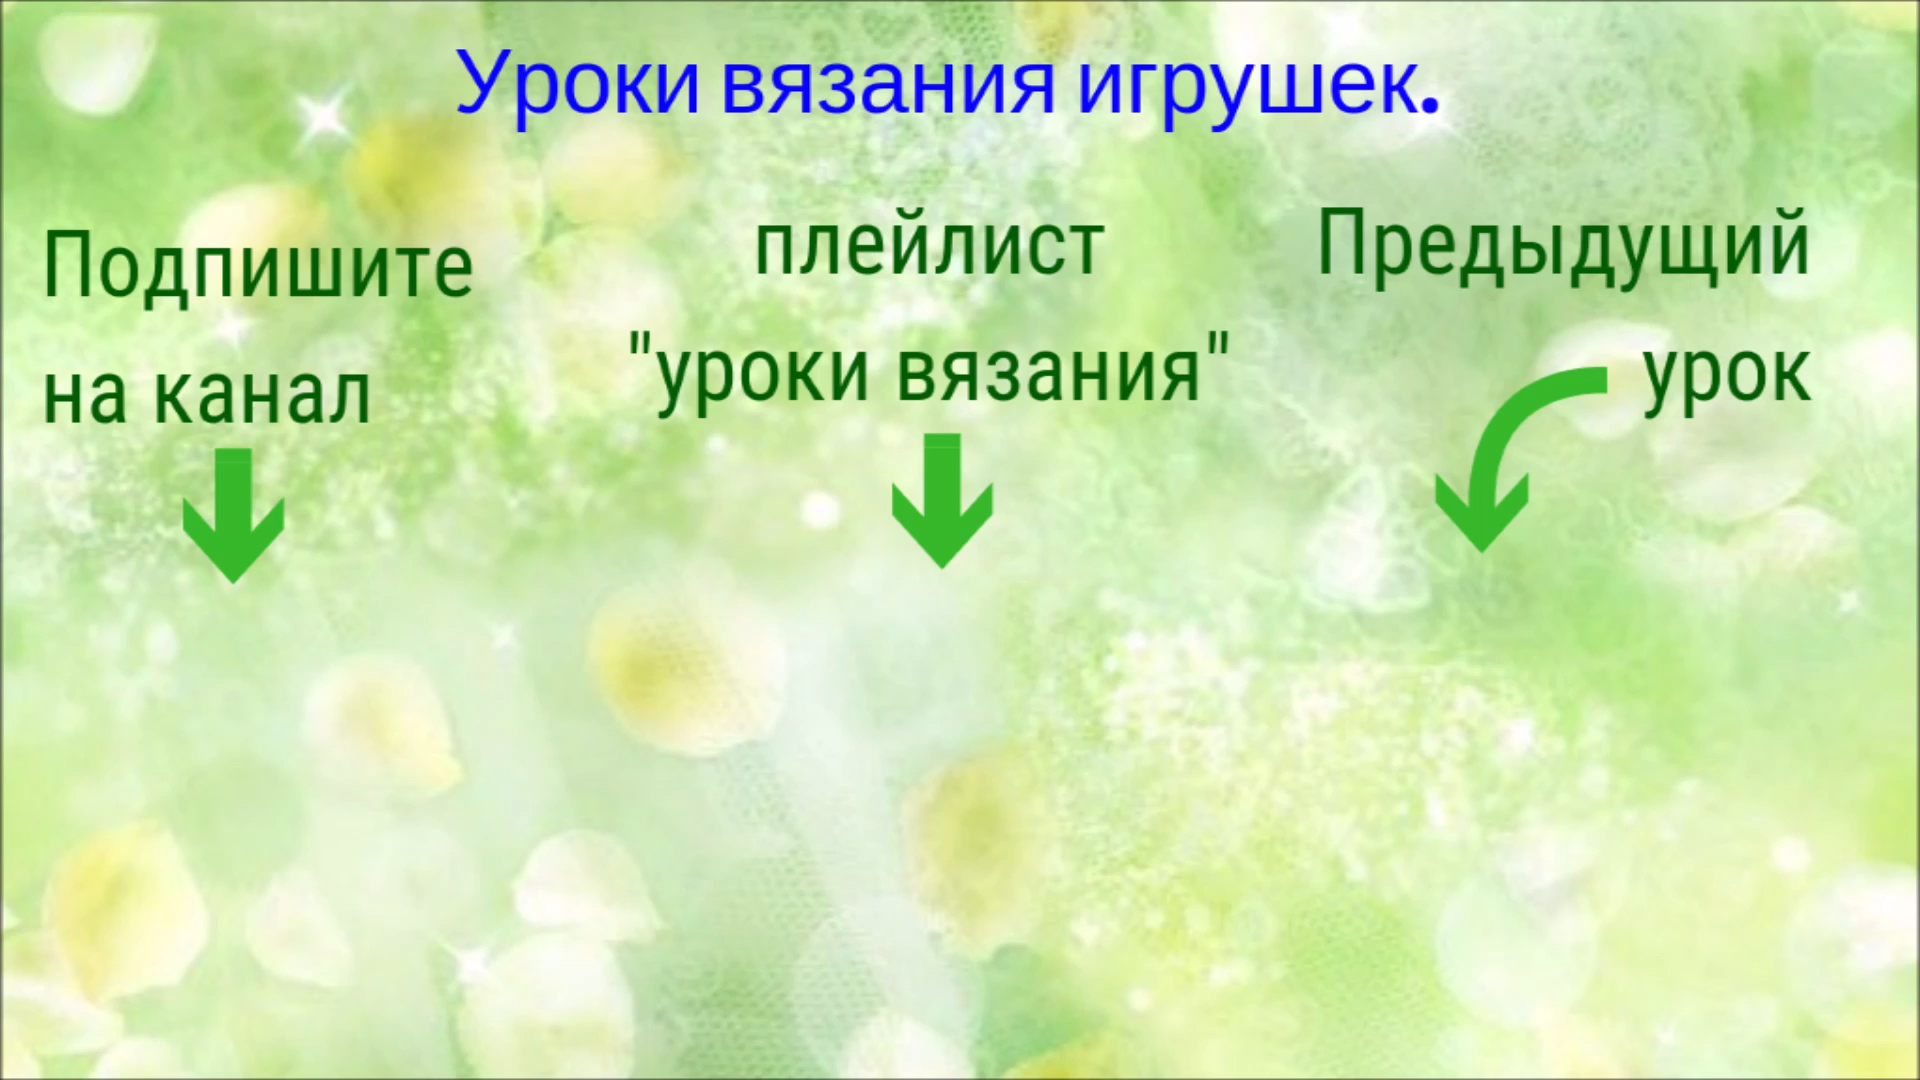 Уроки вязания игрушек.
Подпишите
на канал
плейлист
"уроки вязания"
Предыдущий
урок